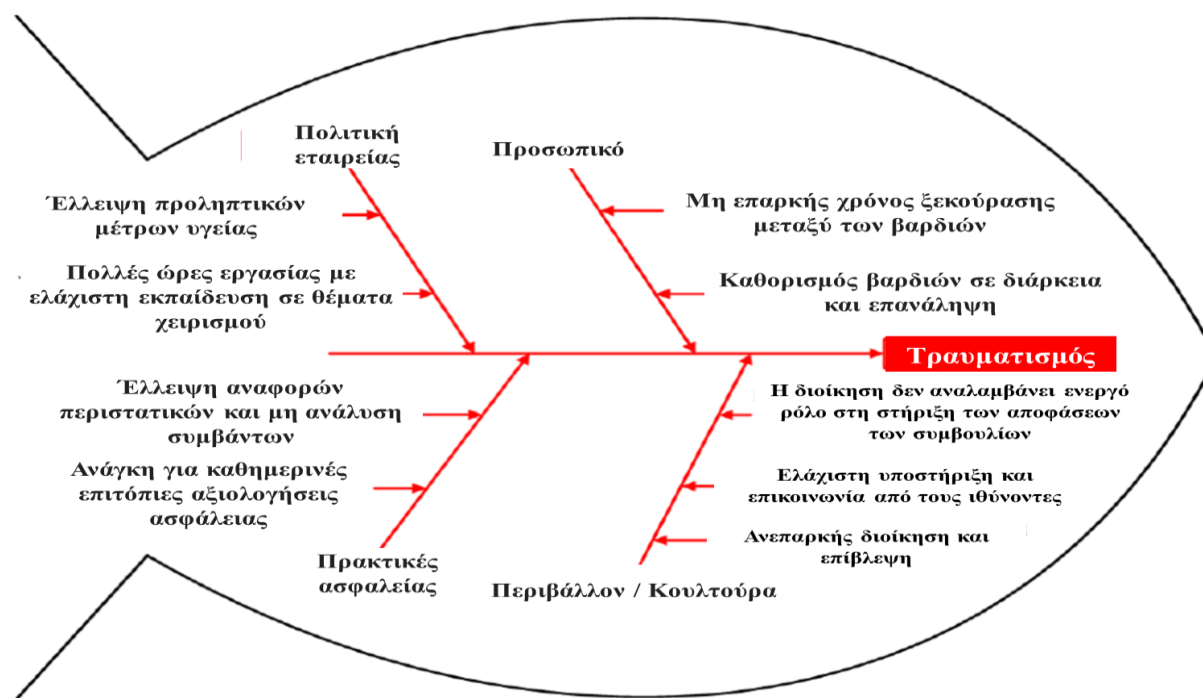 Πολιτική
εταιρείας
Προσωπικό
Έλλειψη προληπτικών
μέτρων υγείας
Πολλές ώρες εργασίας με
ελάχιστη εκπαίδευση σε θέματα
χειρισμού
Μη επαρκής χρόνος ξεκούρασης
μεταξύ των βαρδιών
Καθορισμός βαρδιών σε διάρκεια
και επανάληψη
Τραυματισμός
Έλλειψη αναφορών
περιστατικών και μη ανάλυση
συμβάντων
Ανάγκη για καθημερινές
επιτόπιες αξιολογήσεις
ασφάλειας
Πρακτικές
ασφαλείας
Η διοίκηση δεν αναλαμβάνει ενεργό
ρόλο στη στήριξη των αποφάσεων
των συμβουλίων
Ελάχιστη υποστήριξη και
επικοινωνία από τους ιθύνοντες
Ανεπαρκής διοίκηση και
επίβλεψη
Περιβάλλον / Κουλτούρα